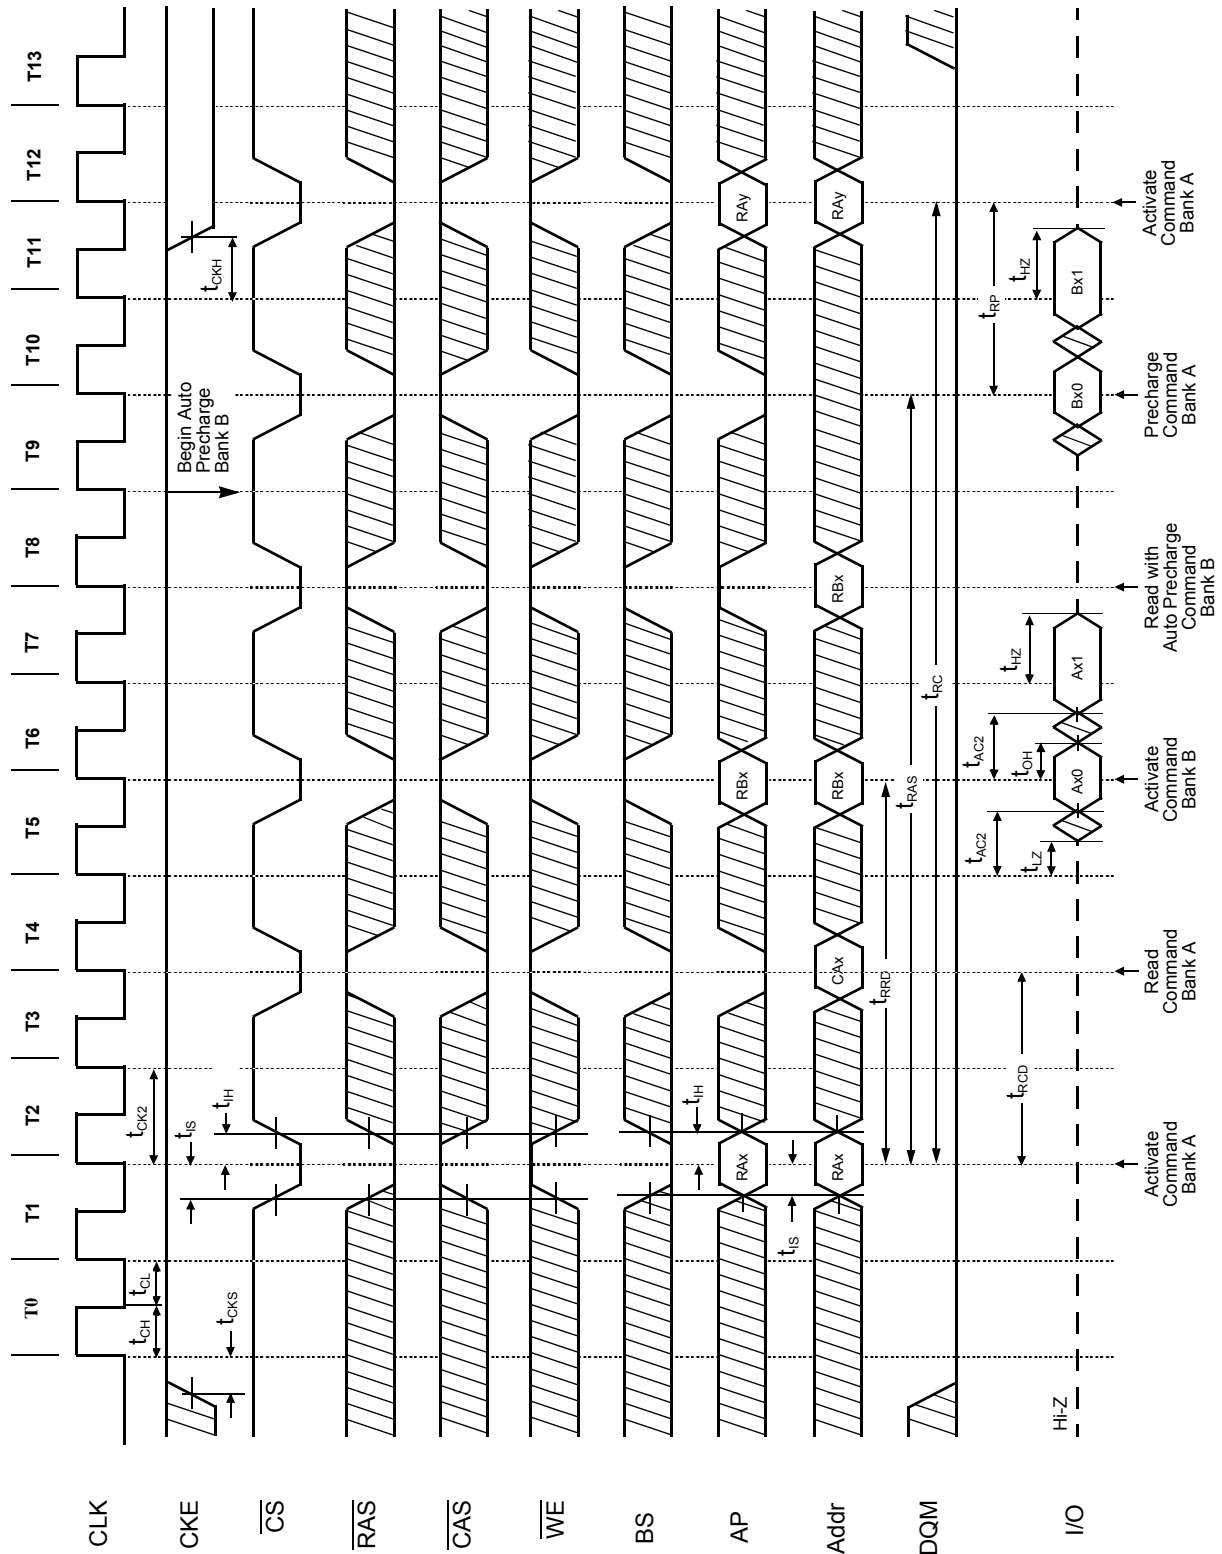 T0 T1 T2 T3 T4 T5 T6 T7 T8 T9 T10 T11 T12 T13
CLK
tCH
tCL
tCK2
CKE
tCKS
tIS
Begin Auto
Precharge
Bank B
tCKH
CS
tIH
RAS
CAS
WE
BS
tIH
AP
RAx
RBx
RAy
tIS
Addr
RAx
CAx
RBx
RBx
RAy
tRRD
tRAS
tRC
DQM
tRCD
tAC2
tAC2
tRP
tLZ
tOH
tHZ
tHZ
I/O
Hi-Z
Ax0
Ax1
Bx0
Bx1
Activate
Command
Bank A
Read
Command
Bank A
Activate
Command
Bank B
Read with
Auto Precharge
Command
Bank B
Precharge
Command
Bank A
Activate
Command
Bank A